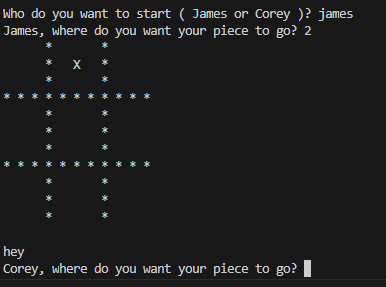 Who do you want to start ( James or Corey )? james
James, where do you want your piece to go? 2
* *
* X *
* *
* * * * * * * * * * *
* *
* *
* *
* * * * * * * * * * *
* *
* *
* *
hey
Corey, where do you want your piece to go?